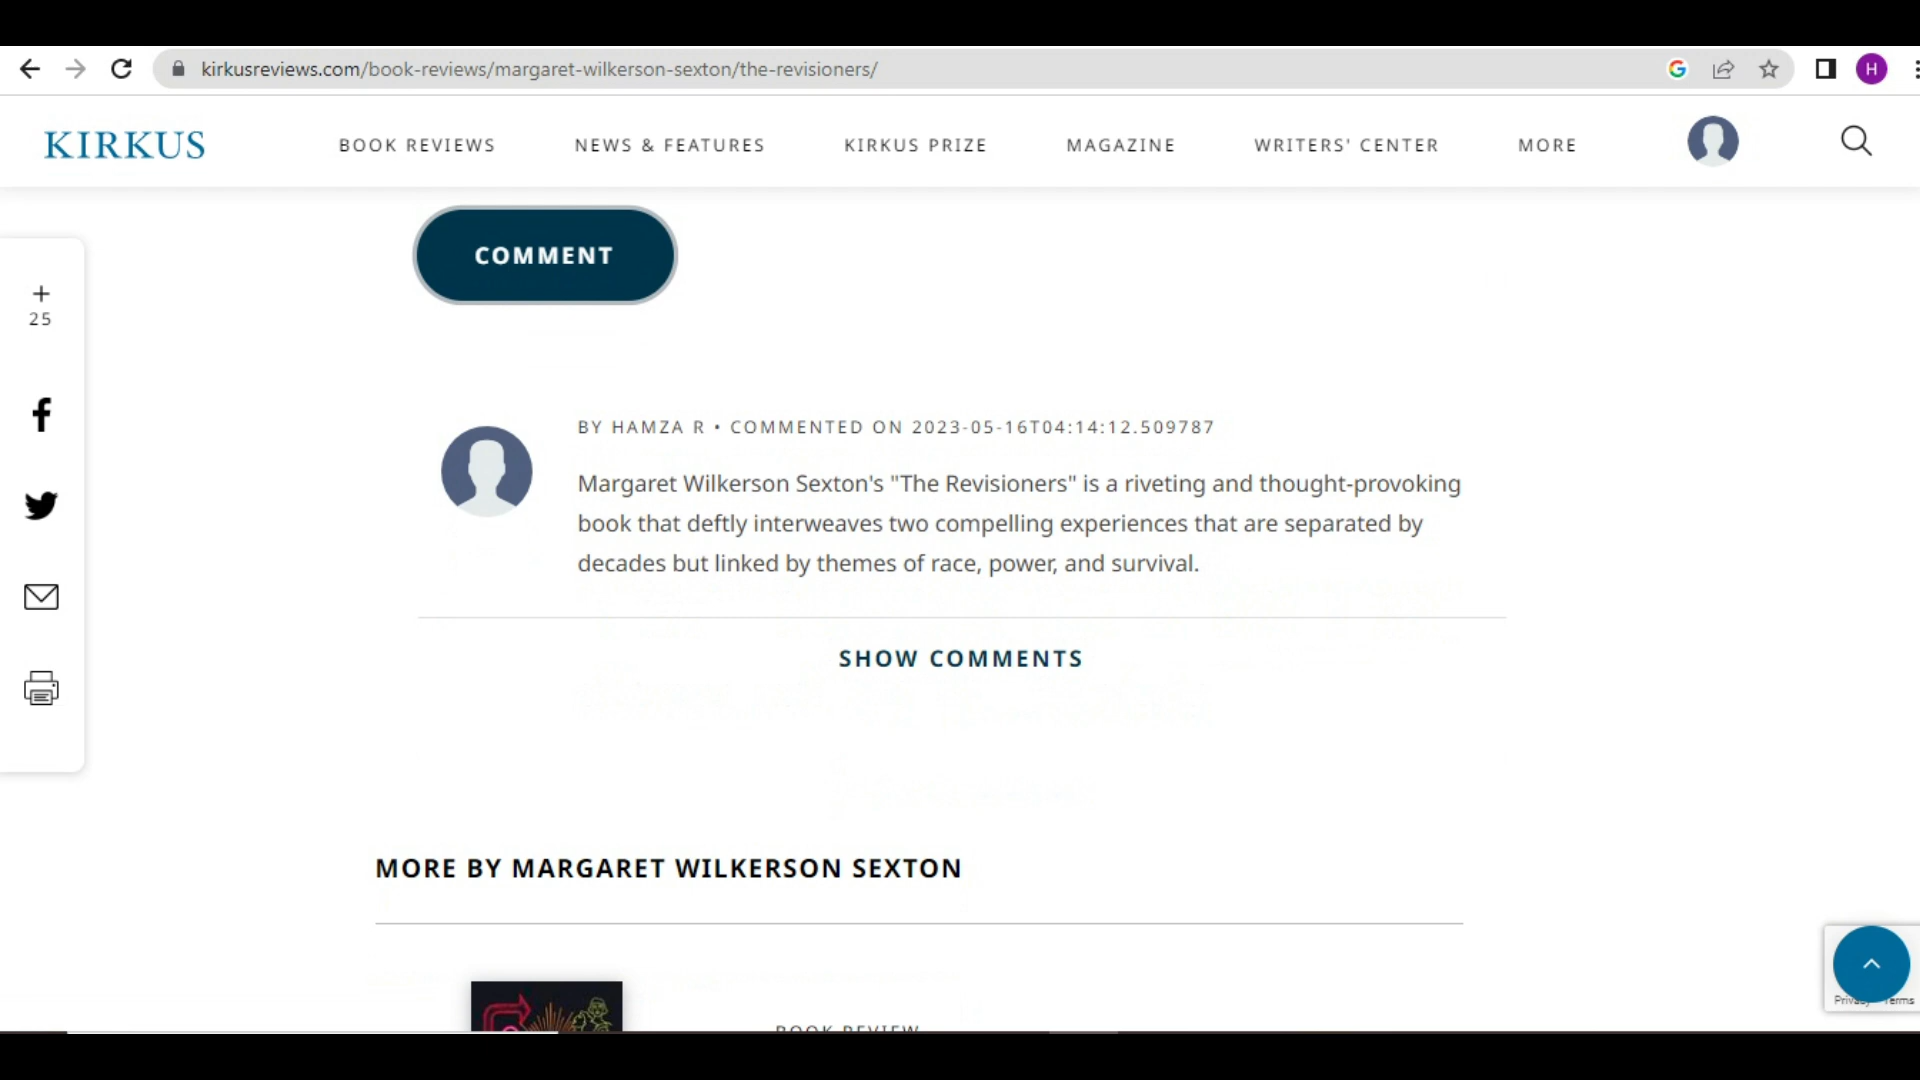 kirkusreviews.com/book-reviews/margaret-wilkerson-sexton/the-revisioners/
G
H
KIRKUS
BOOK REVIEWS
NEWS & FEATURES
KIRKUS PRIZE
MAGAZINE
WRITERS' CENTER
MORE
COMMENT
+
25
BY HAMZA R • COMMENTED ON 2023-05-16T04:14:12.509787
Margaret Wilkerson Sexton's "The Revisioners" is a riveting and thought-provoking
book that deftly interweaves two compelling experiences that are separated by
decades but linked by themes of race, power, and survival.
SHOW COMMENTS
MORE BY MARGARET WILKERSON SEXTON
BOOK REVIEW